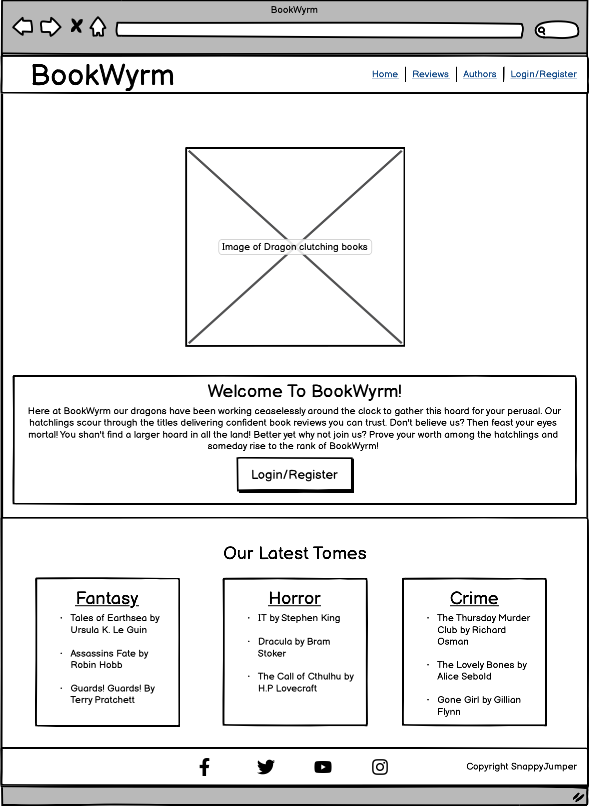 BookWyrm
BookWyrm
Home
Reviews
Authors
Login/Register
Image of Dragon clutching books
Welcome To BookWyrm!
Here at BookWyrm our dragons have been working ceaselessly around the clock to gather this hoard for your perusal. Our
hatchlings scour through the titles delivering confident book reviews you can trust. Don't believe us? Then feast your eyes
mortal! You shan't find a larger hoard in all the land! Better yet why not join us? Prove your worth among the hatchlings and
someday rise to the rank of BookWyrm!
Login/Register
Our Latest Tomes
Fantasy
· Tales of Earthsea by
Ursula K. Le Guin
· Assassins Fate by
Robin Hobb
· Guards! Guards! By
Terry Pratchett
Horror
· IT by Stephen King
· Dracula by Bram
Stoker
· The Call of Cthulhu by
H.P Lovecraft
Crime
· The Thursday Murder
Club by Richard
Osman
· The Lovely Bones by
Alice Sebold
· Gone Girl by Gillian
Flynn
Copyright SnappyJumper